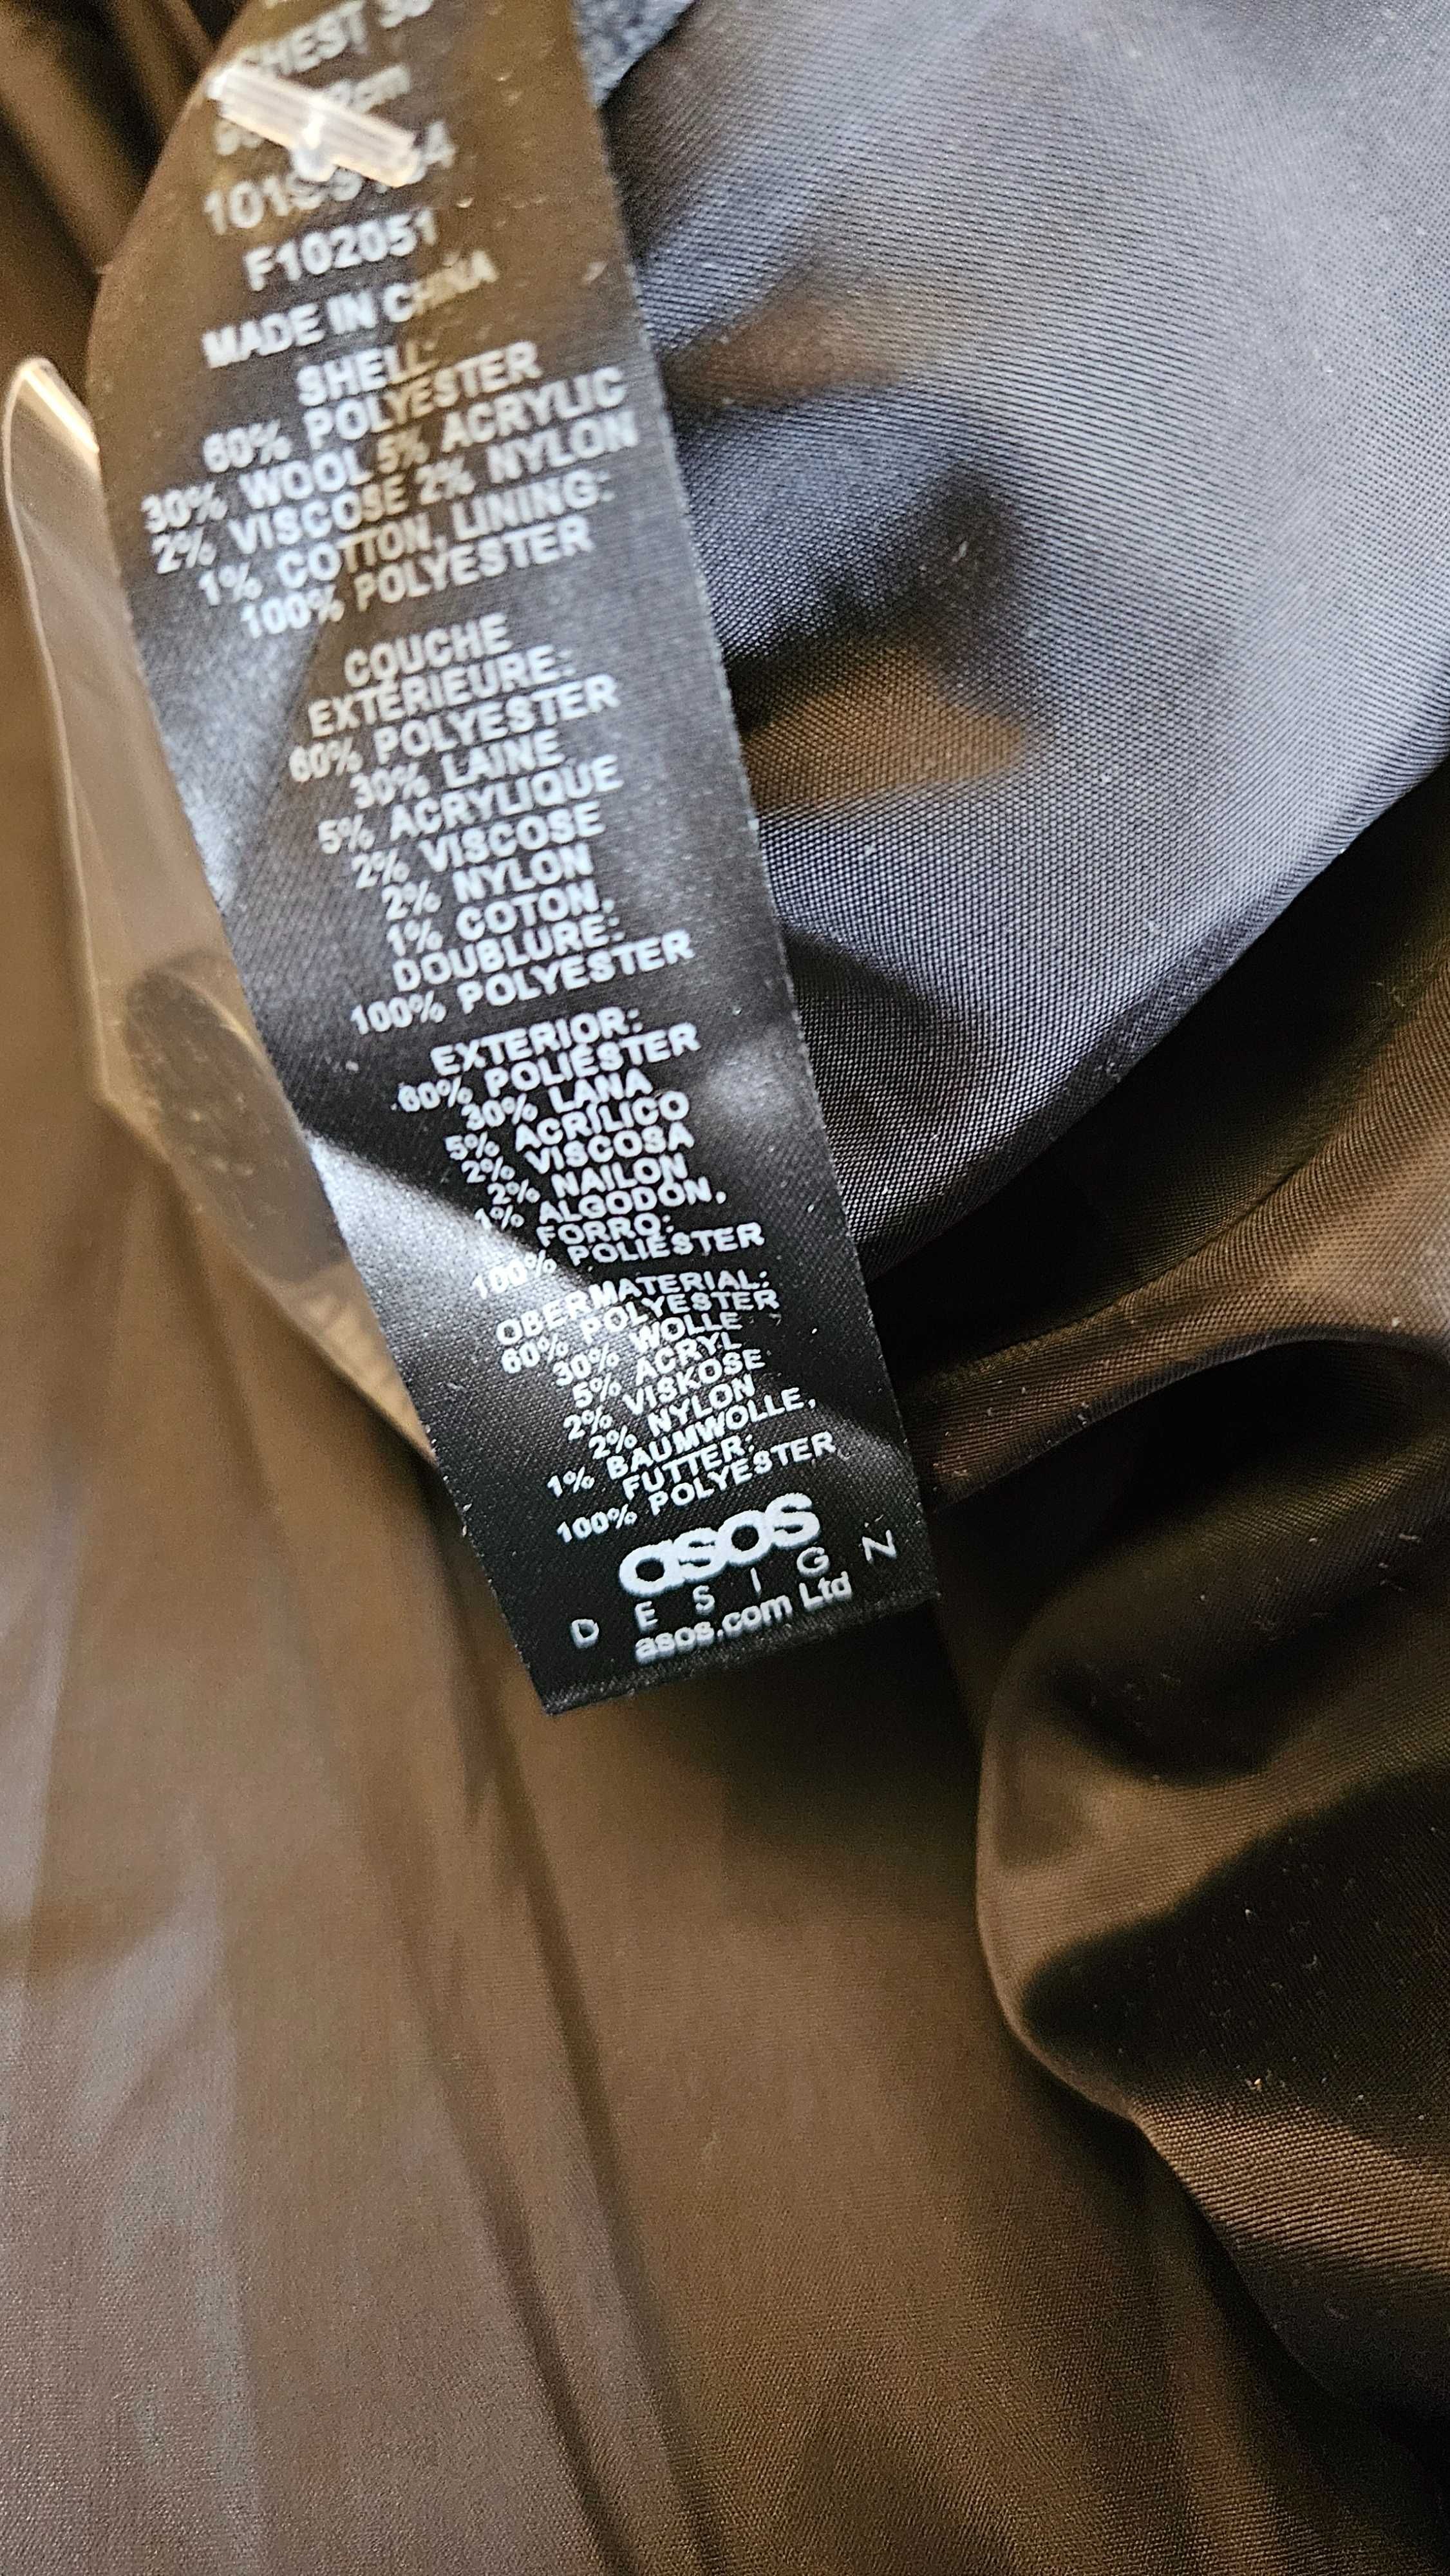 CHEST
F102051
MADE IN CHINA
SHELL:
60% POLYESTER
30% WOOL 5% ACRYLIC
2% VISCOSE 2% NYLON
1% COTTON, LINING:
100% POLYESTER
COUCHE
EXTÉRIEURE:
60% POLYESTER
30% LAINE
5% ACRYLIQUE
2% VISCOSE
2% NYLON
1% COTON,
DOUBLURE:
100% POLYESTER
EXTERIOR:
60% POLIÉSTER
30% LANA
5% ACRÍLICO
2% VISCOSA
2% NAILON
1% ALGODÓN,
FORRO:
100% POLIÉSTER
OBERMATERIAL:
60% POLYESTER
30% WOLLE
5% ACRYL
2% VISKOSE
2% NYLON
1% BAUMWOLLE,
FUTTER:
100% POLYESTER
asos
DESIGN
asos.com Ltd